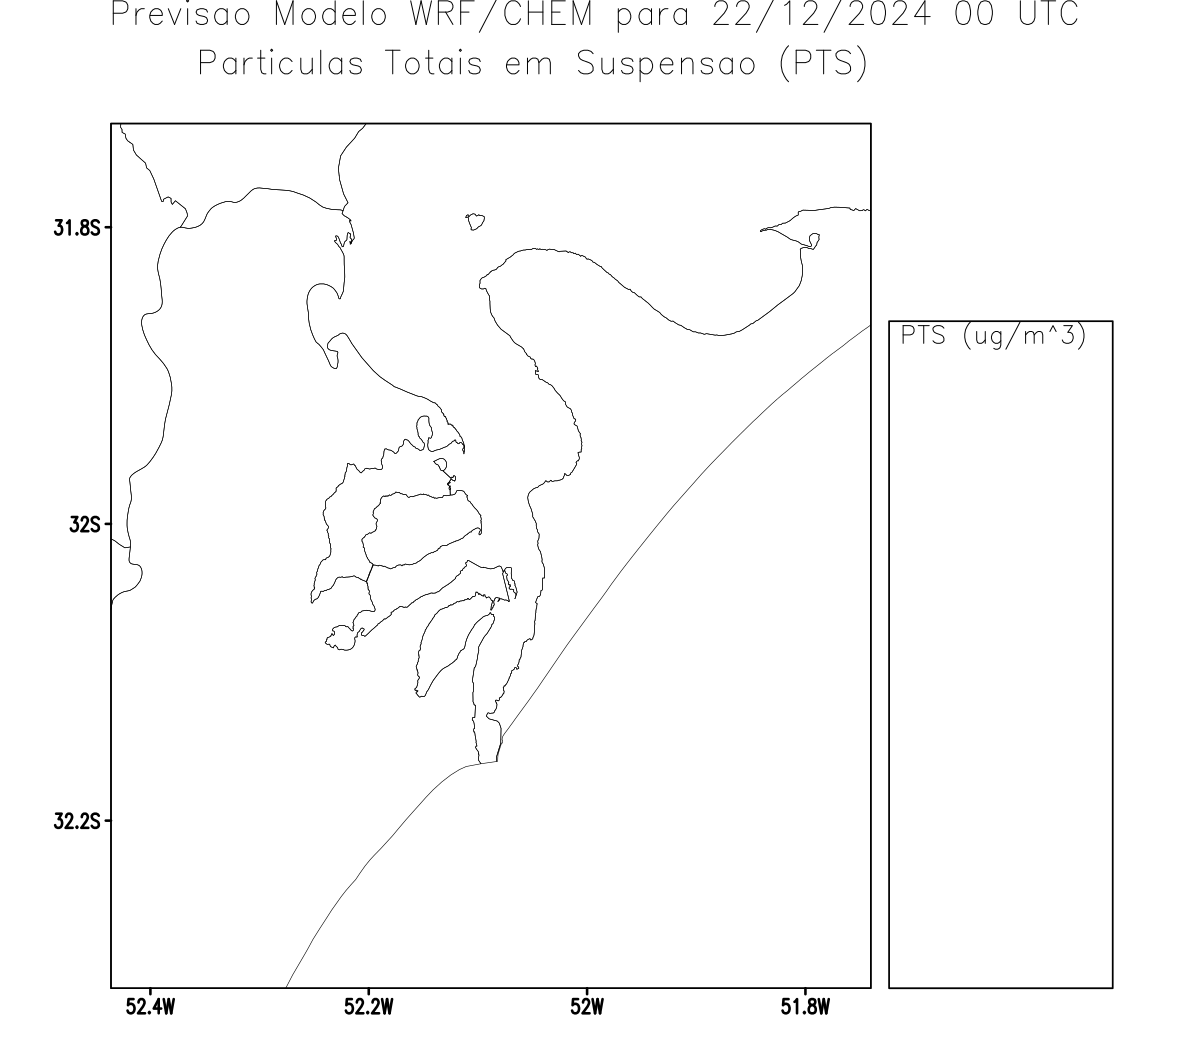 Previsao Modelo WRF/CHEM para 22/12/2024 00 UTC
Particulas Totais em Suspensao (PTS)
31.8S
PTS (ug/m^3)
32S
32.2S
52.4W 52.2W 52W 51.8W